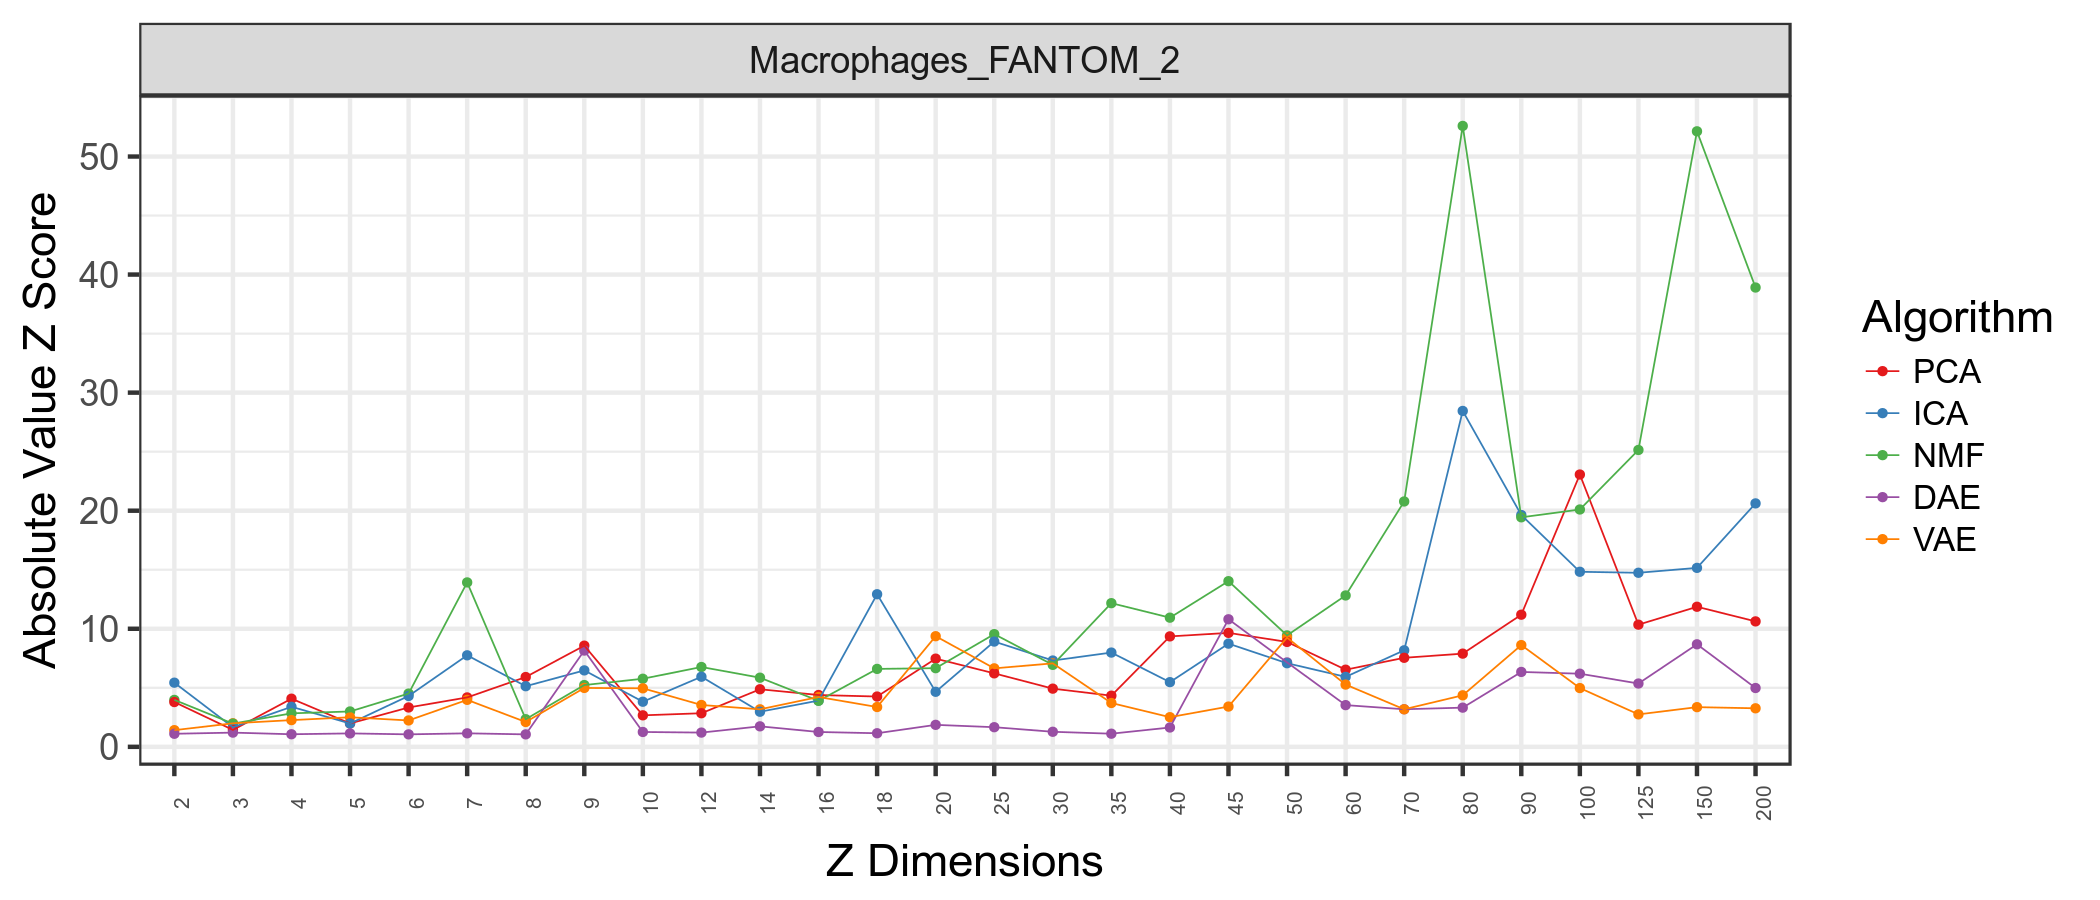 Macrophages_FANTOM_2
Absolute Value Z Score
50
40
30
20
10
0
2 3 4 5 6 7 8 9 10 12 14 16 18 20 25 30 35 40 45 50 60 70 80 90 100 125 150 200
Z Dimensions
Algorithm
PCA
ICA
NMF
DAE
VAE